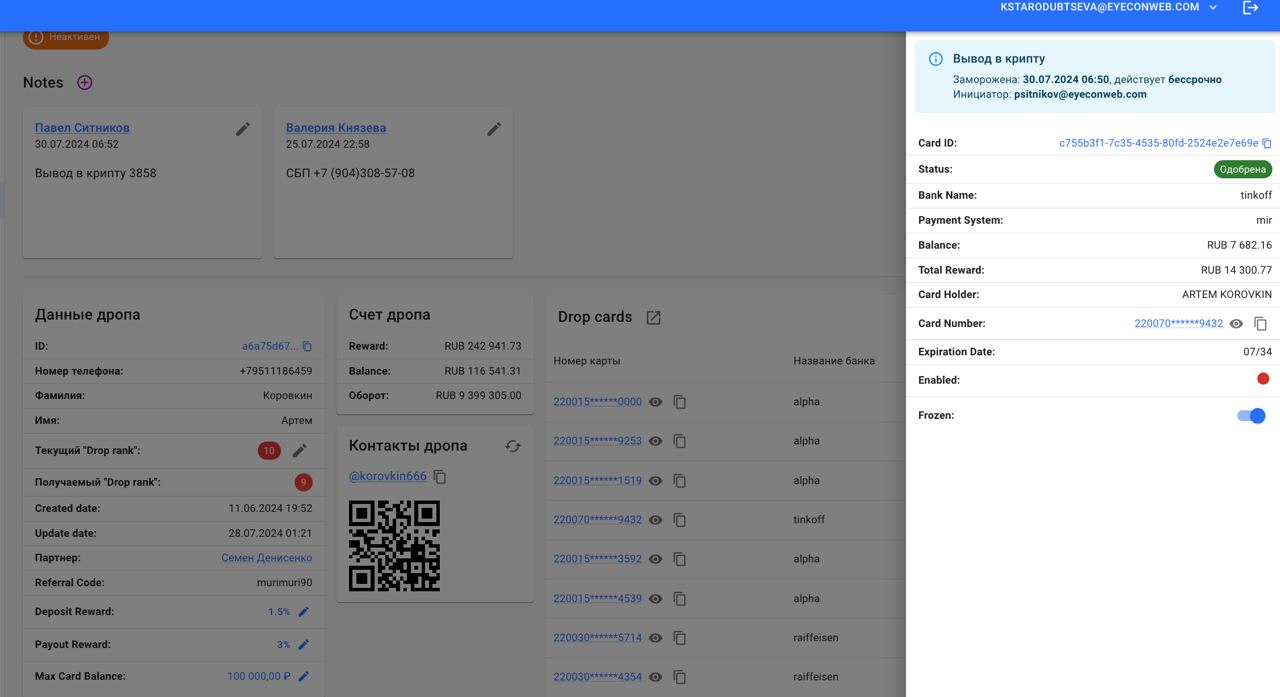 KSTARODUBTSEVA@EYECONWEB.COM
Неактивен
Notes
Павел Ситников
30.07.2024 06:52
Вывод в крипту 3858
Валерия Князева
25.07.2024 22:58
СБП +7 (904)308-57-08
Данные дропа
ID: a6a75d67...
Номер телефона: +79511186459
Фамилия: Коровкин
Имя: Артем
Текущий "Drop rank": 10
Получаемый "Drop rank": 9
Created date: 11.06.2024 19:52
Update date: 28.07.2024 01:21
Партнер: Семен Денисенко
Referral Code: murimuri90
Deposit Reward: 1.5%
Payout Reward: 3%
Max Card Balance: 100 000,00 ₽
Счет дропа
Reward: RUB 242 941.73
Balance: RUB 116 541.31
Оборот: RUB 9 399 305.00
Контакты дропа
@korovkin666
Drop cards
Номер карты Название банка
220015******0000 alpha
220015******9253 alpha
220015******1519 alpha
220070******9432 tinkoff
220015******3592 alpha
220015******4539 alpha
220030******5714 raiffeisen
220030******4354 raiffeisen
Вывод в крипту
Заморожена: 30.07.2024 06:50, действует бессрочно
Инициатор: psitnikov@eyeconweb.com
Card ID: c755b3f1-7c35-4535-80fd-2524e2e7e69e
Status: Одобрена
Bank Name: tinkoff
Payment System: mir
Balance: RUB 7 682.16
Total Reward: RUB 14 300.77
Card Holder: ARTEM KOROVKIN
Card Number: 220070******9432
Expiration Date: 07/34
Enabled:
Frozen: